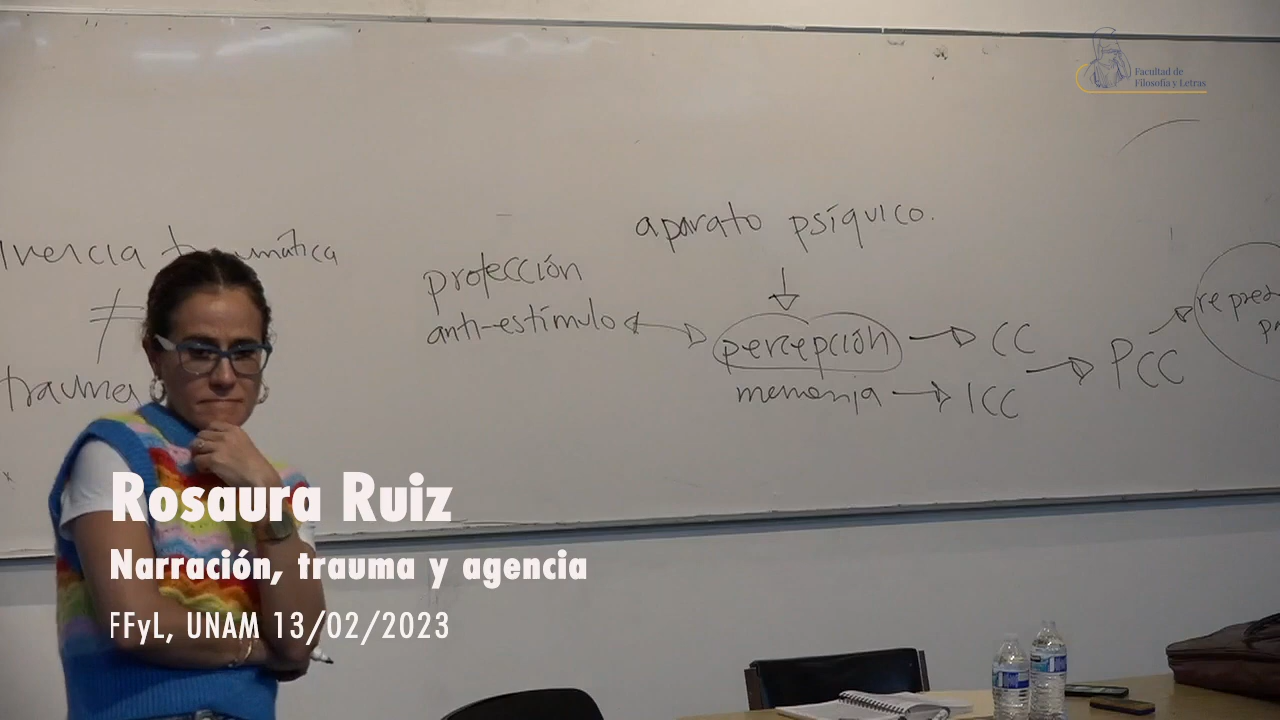 Facultad de
Filosofía y Letras
aparato psíquico.
traumática
≠
trauma
protección
anti-estímulo
percepción → CC
memoria → ICC
→ PCC
Rosaura Ruiz
Narración, trauma y agencia
FFyL, UNAM 13/02/2023